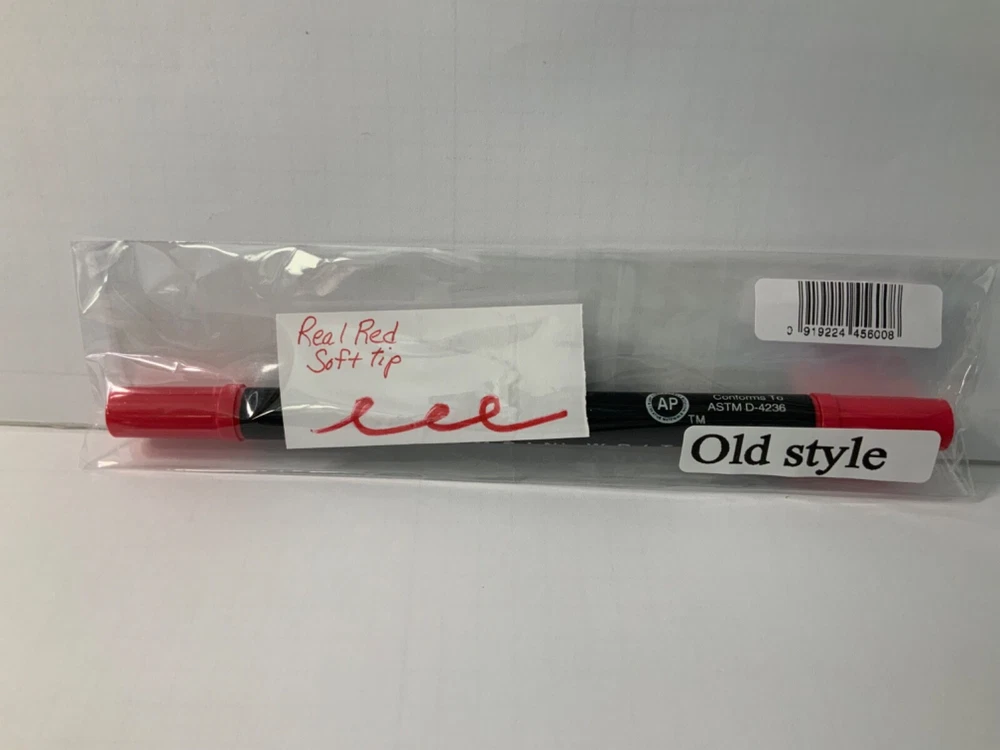 Real Red
Soft tip
0 919224 456008
AP
TM
Conforms To
ASTM D-4236
Old style